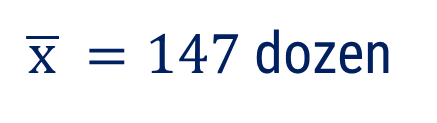 x̅ = 147 dozen